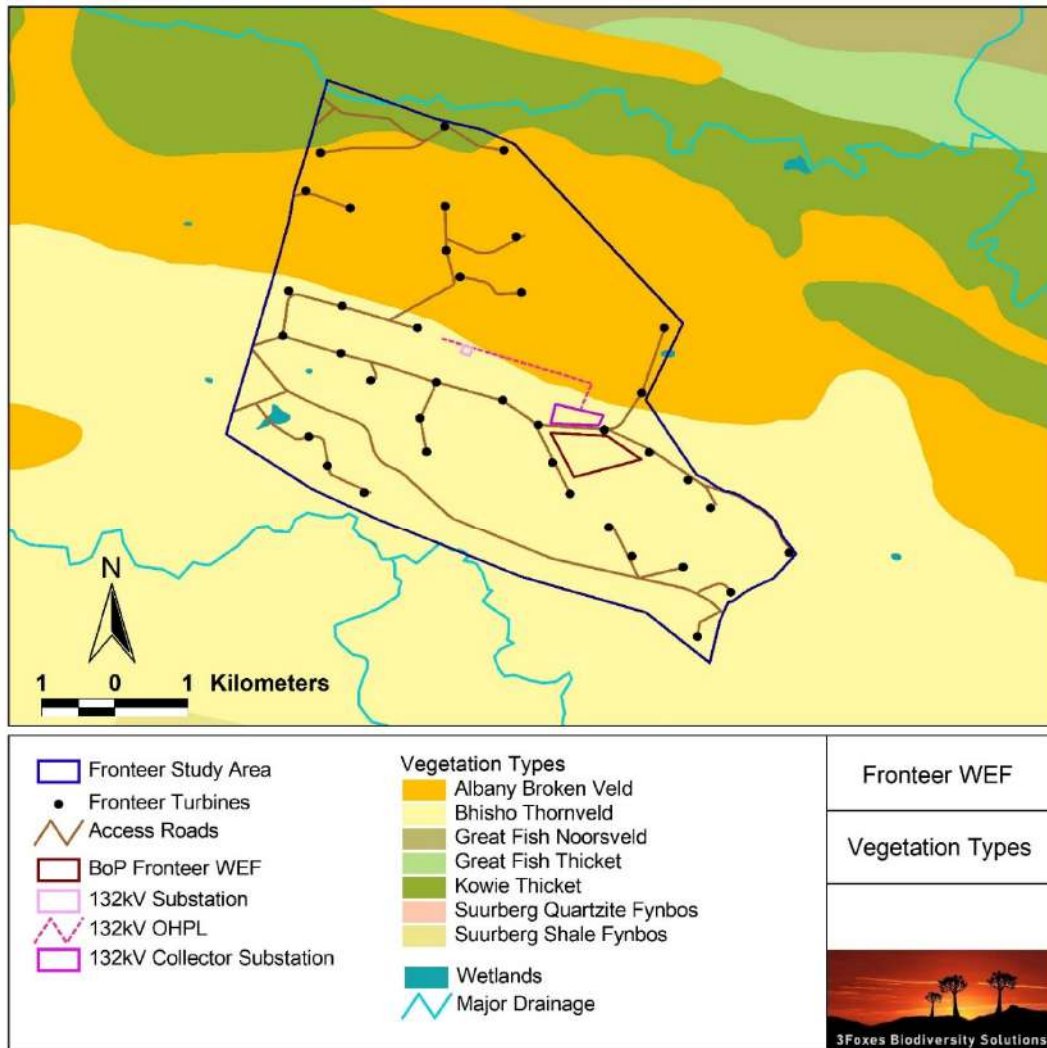 N
1 0 1 Kilometers
Fronteer Study Area
Fronteer Turbines
Access Roads
BoP Fronteer WEF
132kV Substation
132kV OHPL
132kV Collector Substation
Vegetation Types
Albany Broken Veld
Bhisho Thornveld
Great Fish Noorsveld
Great Fish Thicket
Kowie Thicket
Suurberg Quartzite Fynbos
Suurberg Shale Fynbos
Wetlands
Major Drainage
Fronteer WEF
Vegetation Types
3Foxes Biodiversity Solutions